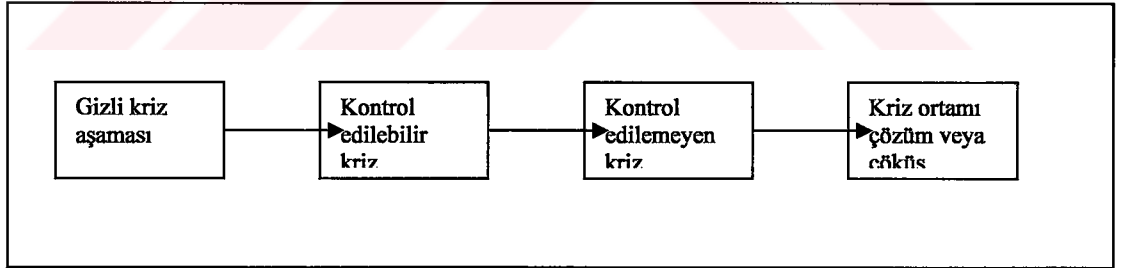 Gizli kriz
aşaması
Kontrol
edilebilir
kriz
Kontrol
edilemeyen
kriz
Kriz ortamı
çözüm veya
çöküş